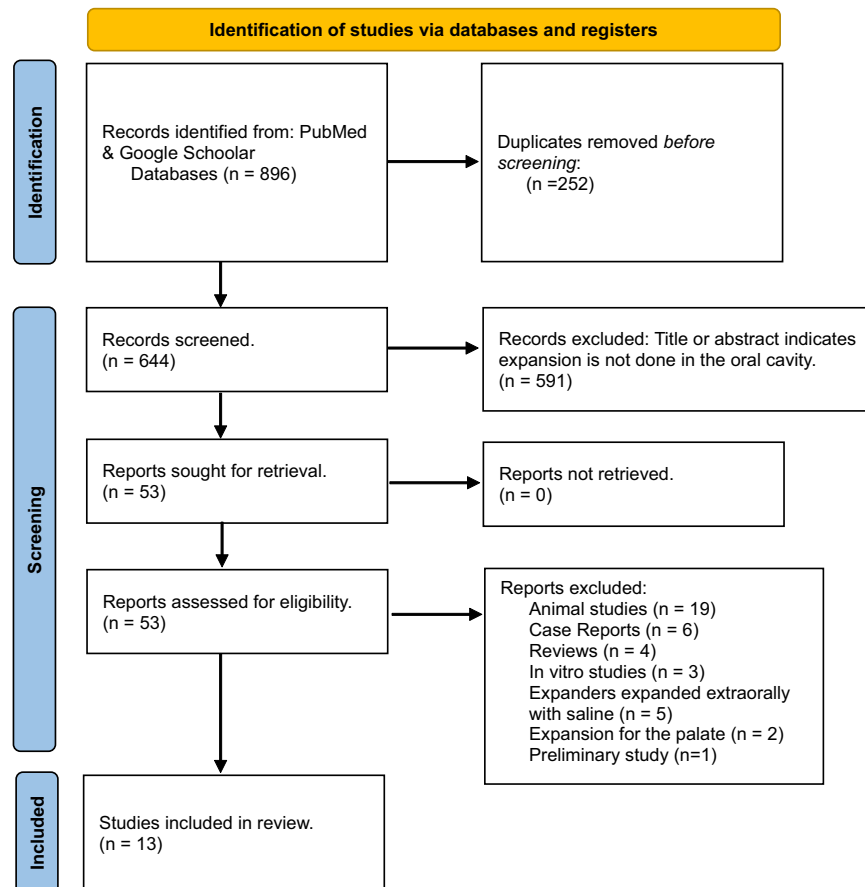 Identification of studies via databases and registers
Identification
Records identified from: PubMed
& Google Schoolar
Databases (n = 896)
Duplicates removed before
screening:
(n =252)
Screening
Records screened.
(n = 644)
Records excluded: Title or abstract indicates
expansion is not done in the oral cavity.
(n = 591)
Reports sought for retrieval.
(n = 53)
Reports not retrieved.
(n = 0)
Reports assessed for eligibility.
(n = 53)
Reports excluded:
Animal studies (n = 19)
Case Reports (n = 6)
Reviews (n = 4)
In vitro studies (n = 3)
Expanders expanded extraorally
with saline (n = 5)
Expansion for the palate (n = 2)
Preliminary study (n=1)
Included
Studies included in review.
(n = 13)